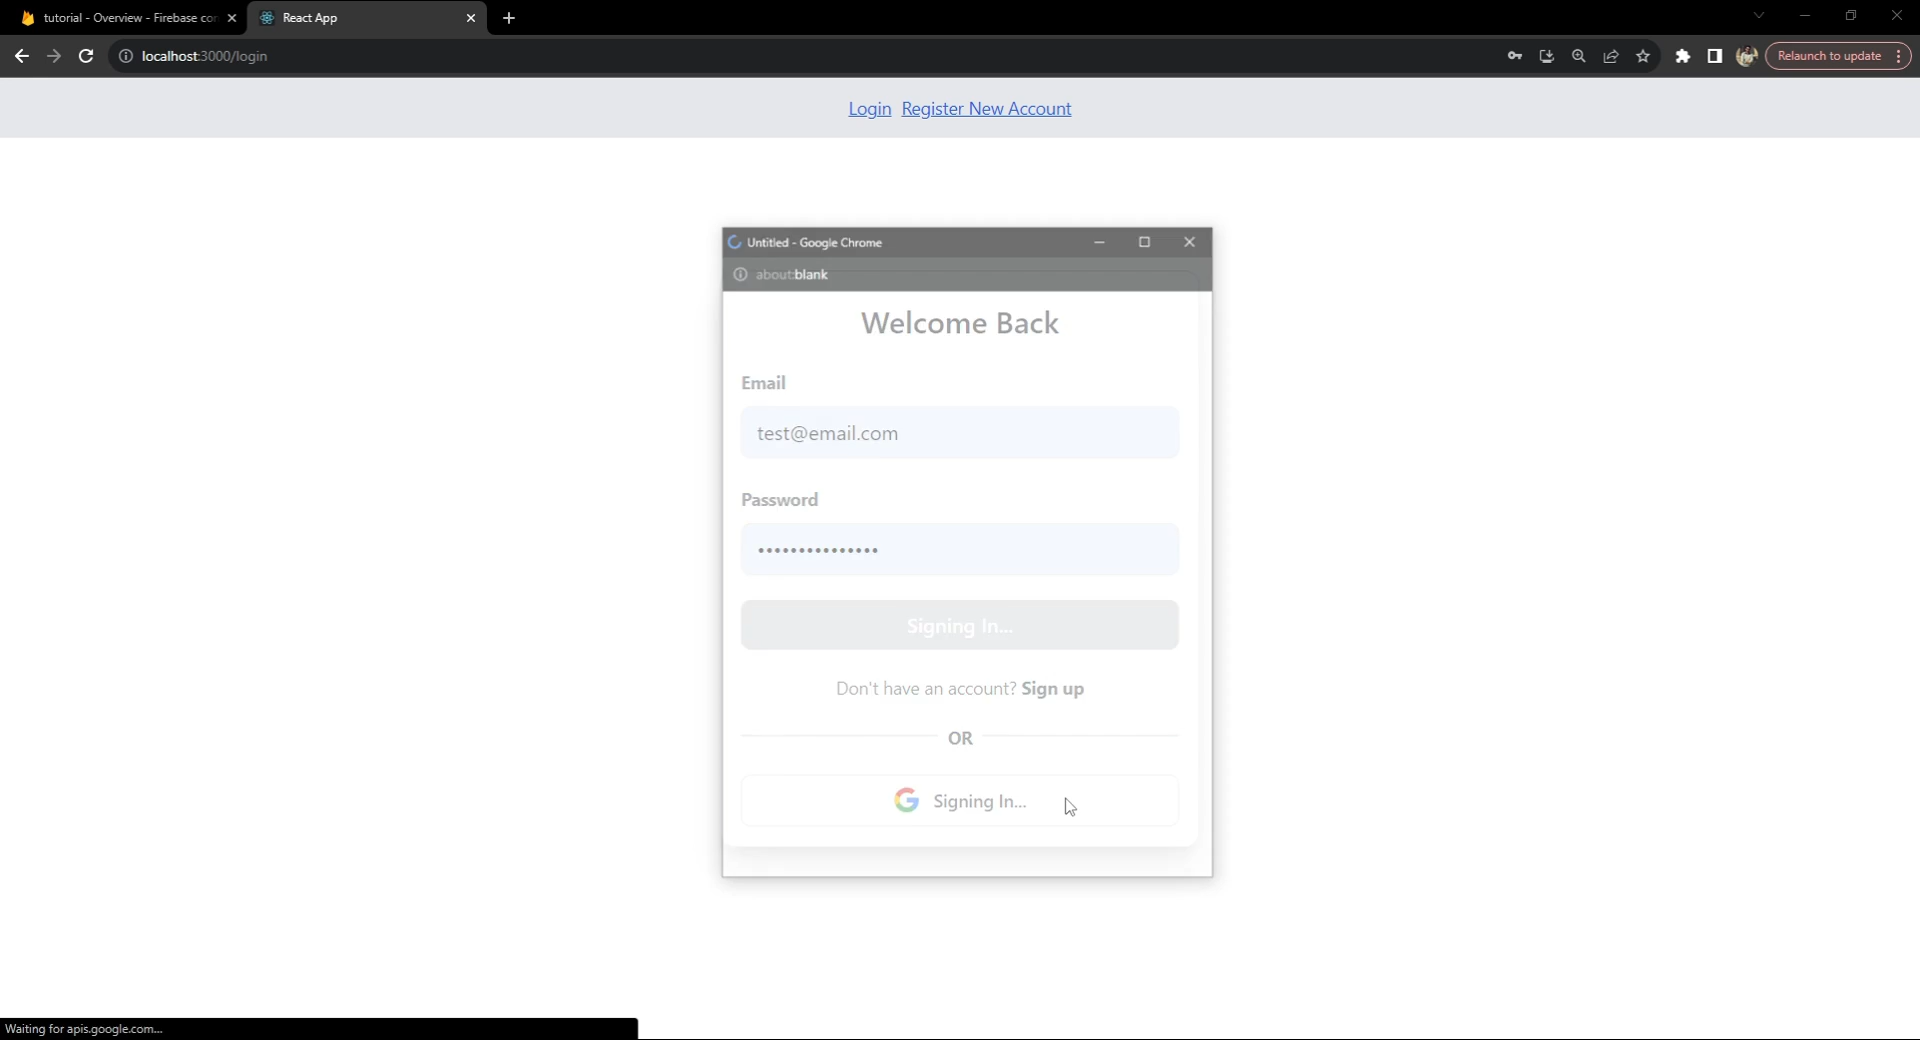 tutorial - Overview - Firebase con
React App
localhost:3000/login
Relaunch to update
Login Register New Account
Untitled - Google Chrome
about:blank
Welcome Back
Email
test@email.com
Password
•••••••••••••••
Signing In...
Don't have an account? Sign up
OR
Signing In...
Waiting for apis.google.com...